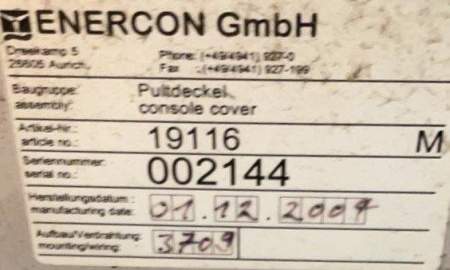 ENERCON GmbH
Dreekamp 5
26605 Aurich,
Phone: (+49/4941) 927-0
Fax :(+49/4941) 927-199
Baugruppe: Pultdeckel
assembly: console cover
Artikel-Nr.:
article no.: 19116 M
Seriennummer:
serial no.: 002144
Herstellungsdatum :
manufacturing date: 01.12.2009
Aufbau/Verdrahtung:
mounting/wiring: 3709